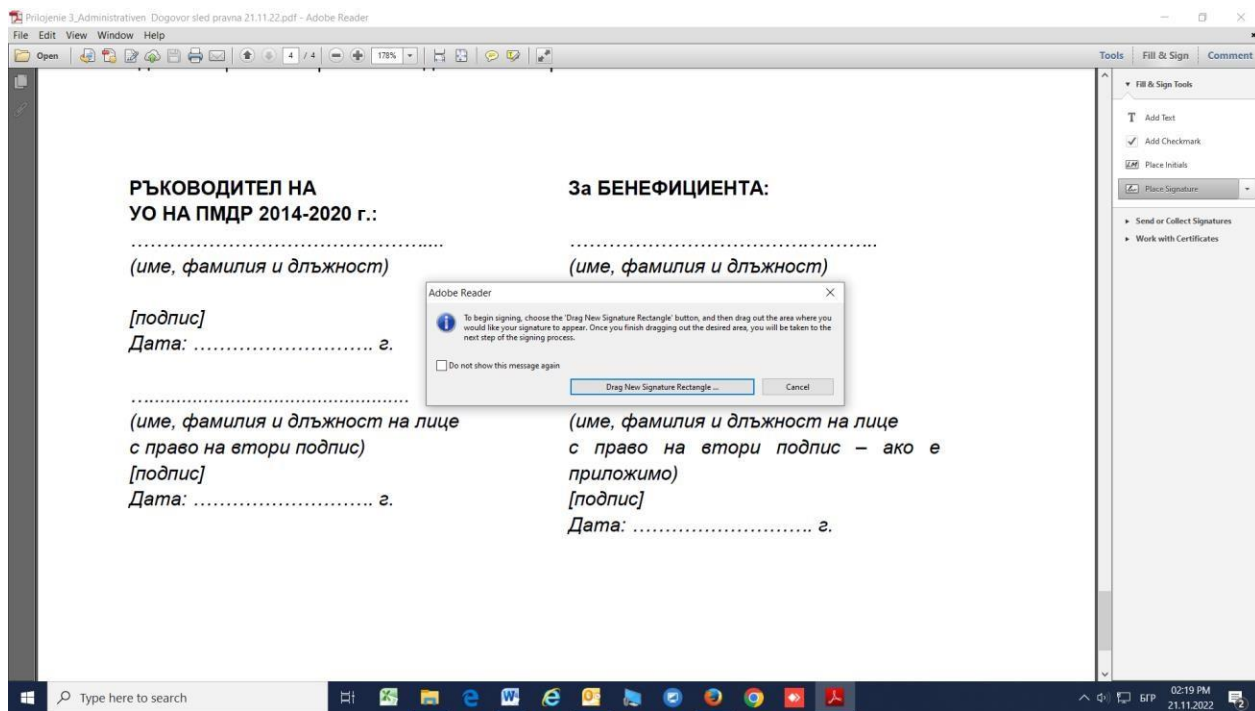 Prilojenie 3_Administrativen Dogovor sled pravna 21.11.22.pdf - Adobe Reader
File Edit View Window Help
Open 4 / 4 178% Tools Fill & Sign Comment
Fill & Sign Tools
T Add Text
Add Checkmark
Place Initials
Place Signature
Send or Collect Signatures
Work with Certificates
РЪКОВОДИТЕЛ НА
УО НА ПМДР 2014-2020 г.:
................................................
(име, фамилия и длъжност)
[подпис]
Дата: ............................ г.
................................................
(име, фамилия и длъжност на лице
с право на втори подпис)
[подпис]
Дата: ............................ г.
За БЕНЕФИЦИЕНТА:
................................................
(име, фамилия и длъжност)
(име, фамилия и длъжност на лице
с право на втори подпис – ако е
приложимо)
[подпис]
Дата: ............................ г.
Adobe Reader
To begin signing, choose the 'Drag New Signature Rectangle' button, and then drag out the area where you
would like your signature to appear. Once you finish dragging out the desired area, you will be taken to the
next step of the signing process.
Do not show this message again
Drag New Signature Rectangle ... Cancel
Type here to search
БГР
02:19 PM
21.11.2022